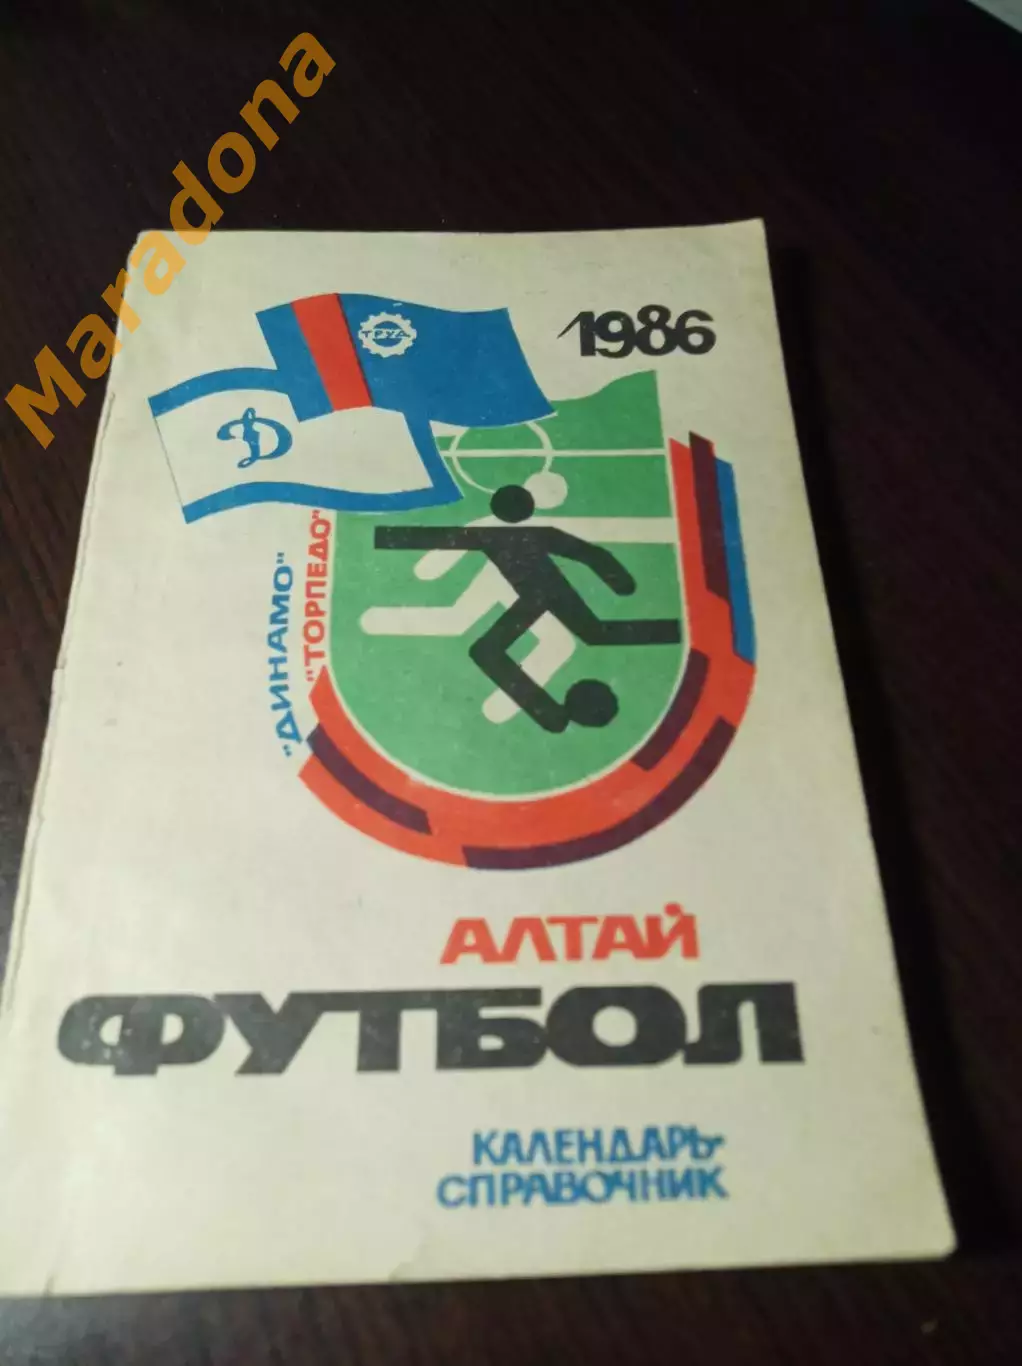 Maradona
1986
ТРУД
Д
"ДИНАМО"
"ТОРПЕДО"
АЛТАЙ
ФУТБОЛ
КАЛЕНДАРЬ-
СПРАВОЧНИК